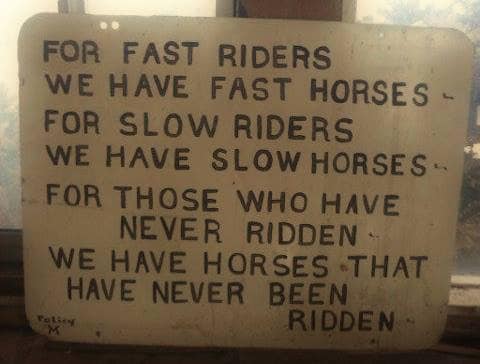 FOR FAST RIDERS
WE HAVE FAST HORSES -
FOR SLOW RIDERS
WE HAVE SLOW HORSES -
FOR THOSE WHO HAVE
NEVER RIDDEN -
WE HAVE HORSES THAT
HAVE NEVER BEEN
RIDDEN -
Policy
M